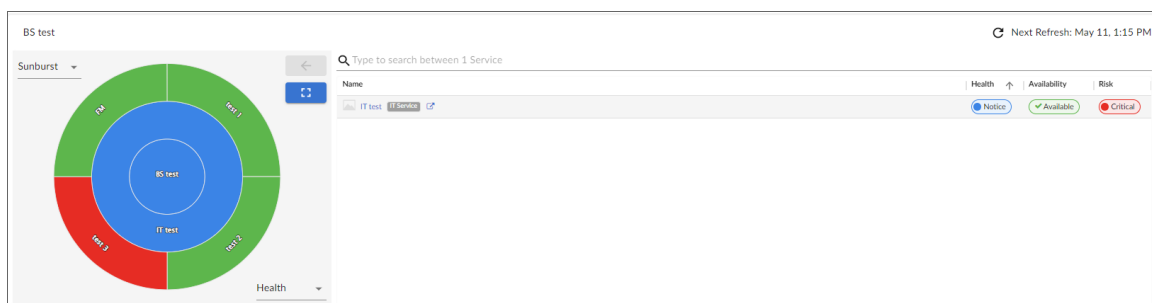 BS test
Next Refresh: May 11, 1:15 PM
Sunburst
Type to search between 1 Service
Name
Health
Availability
Risk
IT test
IT Service
Notice
Available
Critical
FM
test 1
BS test
IT test
test 3
test 2
Health